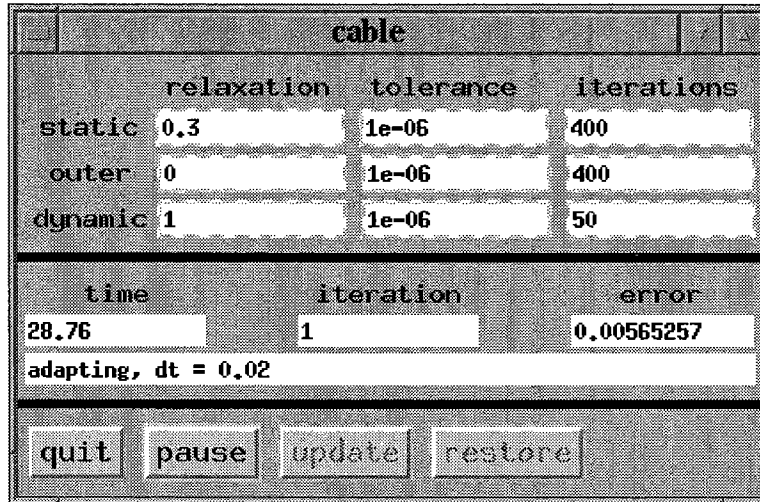 cable
relaxation tolerance iterations
static 0.3 1e-06 400
outer 0 1e-06 400
dynamic 1 1e-06 50
time iteration error
28.76 1 0.00565257
adapting, dt = 0.02
quit pause update restore